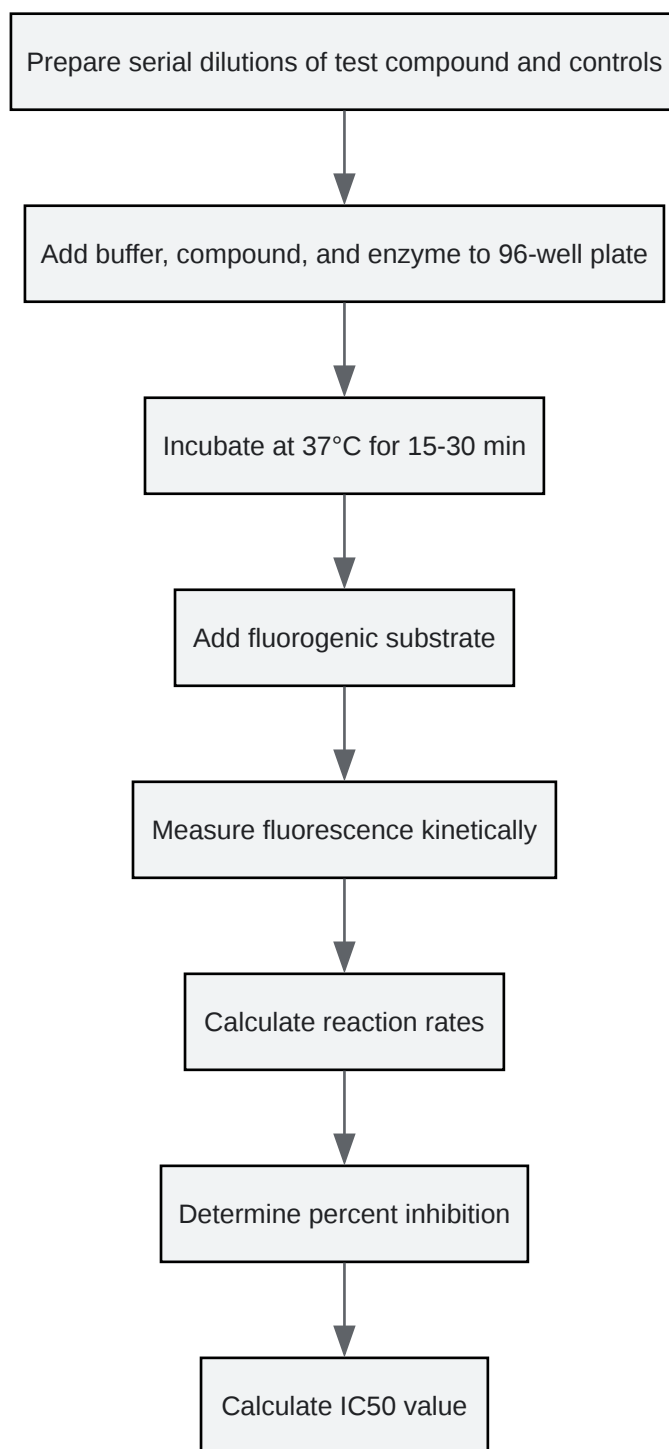 Prepare serial dilutions of test compound and controls
Add buffer, compound, and enzyme to 96-well plate
Incubate at 37°C for 15-30 min
Add fluorogenic substrate
Measure fluorescence kinetically
Calculate reaction rates
Determine percent inhibition
Calculate IC50 value